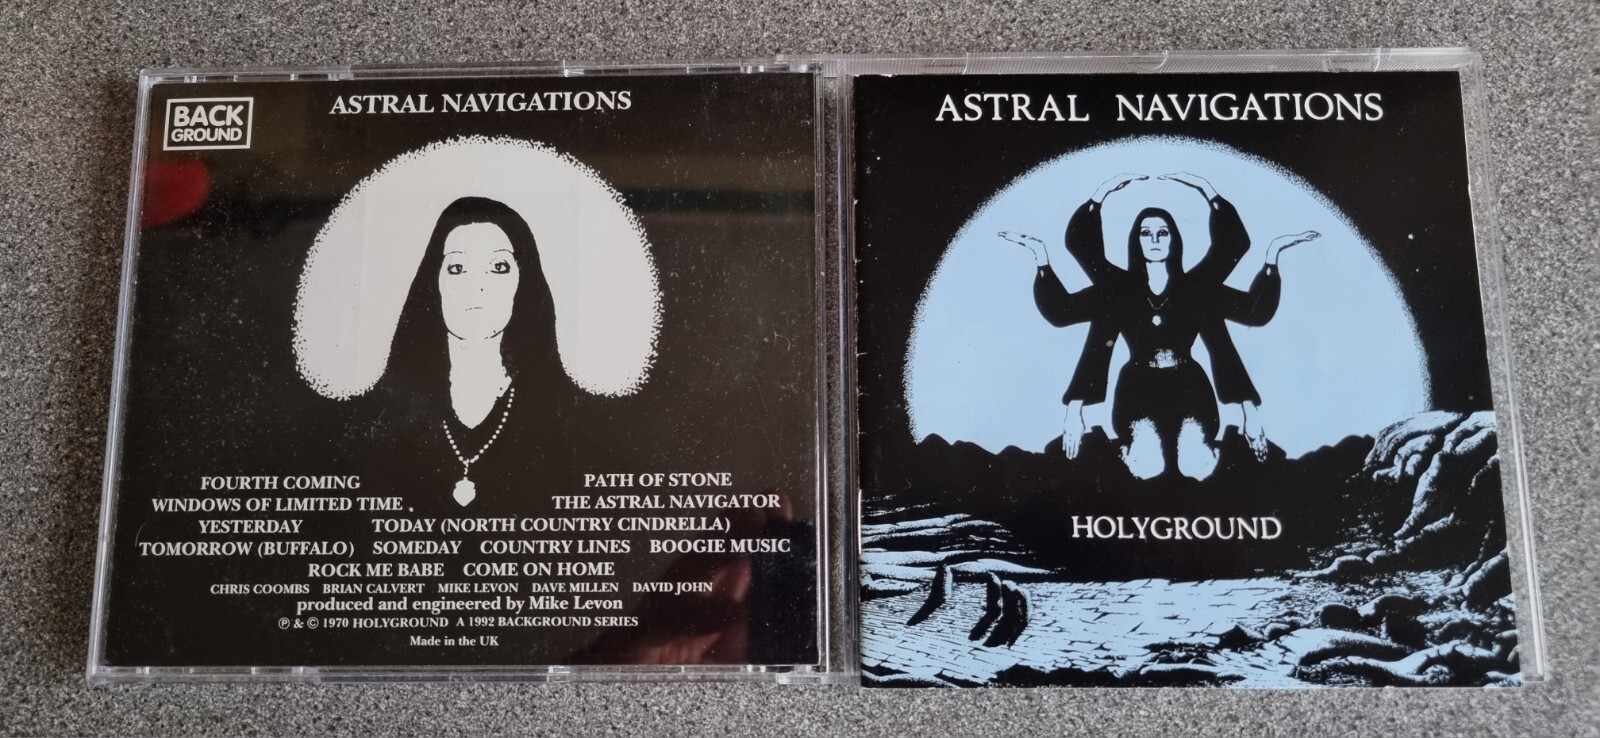 BACK
GROUND
ASTRAL NAVIGATIONS
FOURTH COMING PATH OF STONE
WINDOWS OF LIMITED TIME THE ASTRAL NAVIGATOR
YESTERDAY TODAY (NORTH COUNTRY CINDRELLA)
TOMORROW (BUFFALO) SOMEDAY COUNTRY LINES BOOGIE MUSIC
ROCK ME BABE COME ON HOME
CHRIS COOMBS BRIAN CALVERT MIKE LEVON DAVE MILLEN DAVID JOHN
produced and engineered by Mike Levon
℗ & © 1970 HOLYGROUND A 1992 BACKGROUND SERIES
Made in the UK
ASTRAL NAVIGATIONS
HOLYGROUND